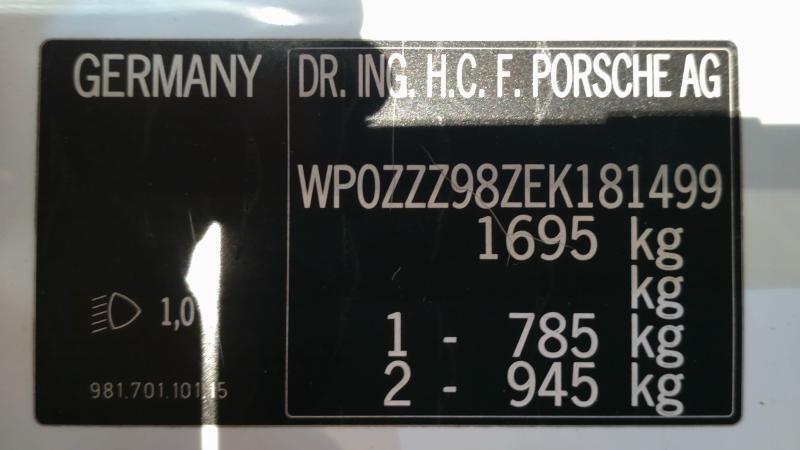 GERMANY
DR. ING. H.C. F. PORSCHE AG
WP0ZZZ98ZEK181499
1695 kg
kg
1 - 785 kg
2 - 945 kg
1,0
981.701.101.15